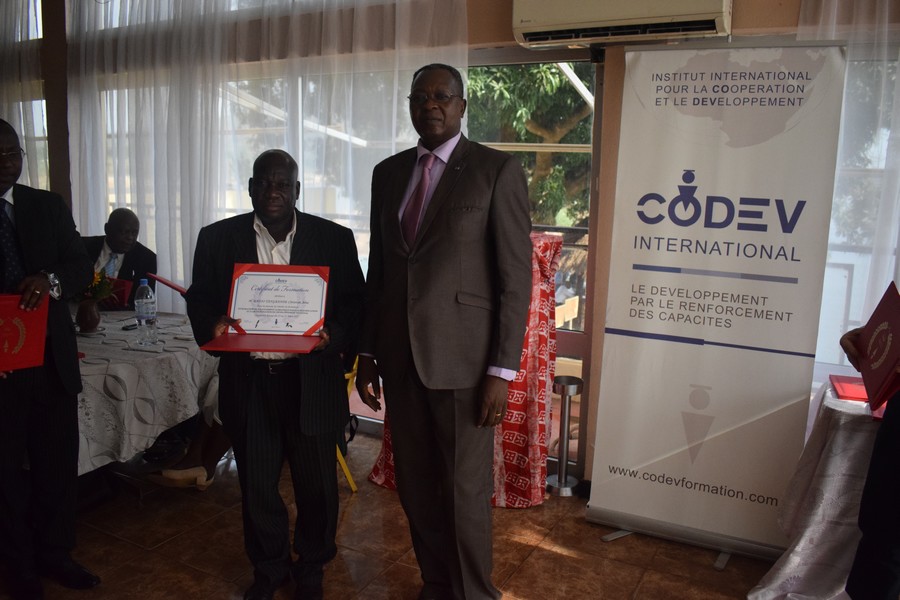 INSTITUT INTERNATIONAL
POUR LA COOPERATION
ET LE DEVELOPPEMENT
CODEV
INTERNATIONAL
LE DEVELOPPEMENT
PAR LE RENFORCEMENT
DES CAPACITES
www.codevformation.com
Certificat de Formation